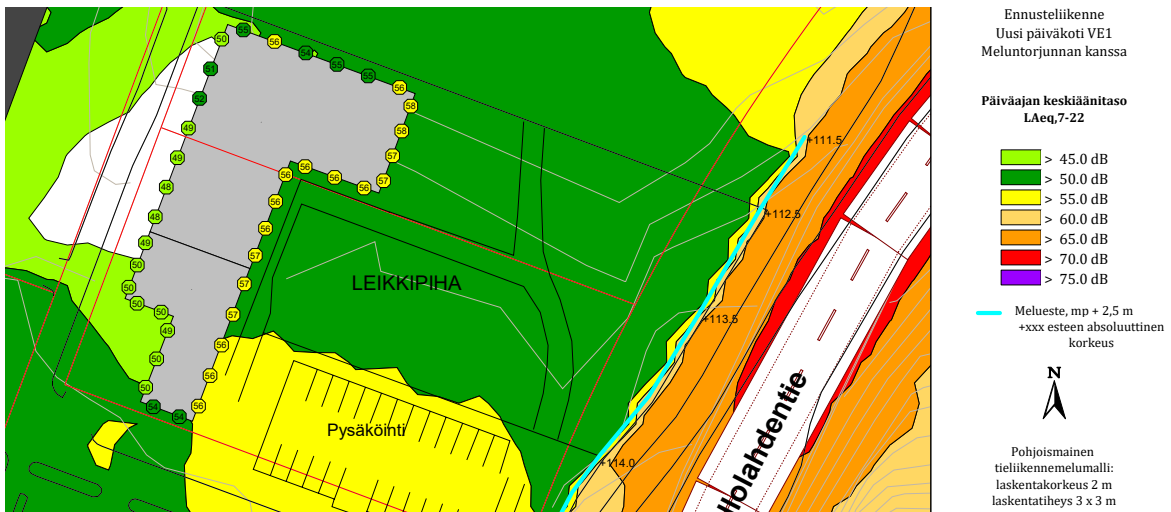 Ennusteliikenne
Uusi päiväkoti VE1
Meluntorjunnan kanssa
Päiväajan keskiäänitaso
LAeq,7-22
> 45.0 dB
> 50.0 dB
> 55.0 dB
> 60.0 dB
> 65.0 dB
> 70.0 dB
> 75.0 dB
Melueste, mp + 2,5 m
+xxx esteen absoluuttinen
korkeus
N
Pohjoismainen
tieliikennemelumalli:
laskentakorkeus 2 m
laskentatiheys 3 x 3 m
50
55
56
54
55
55
56
58
58
57
57
56
56
56
56
56
56
57
57
57
56
56
56
54
54
50
50
49
50
50
50
50
49
48
48
49
49
52
51
LEIKKIPIHA
Pysäköinti
+111.5
+112.5
+113.5
+114.0
holahdentie